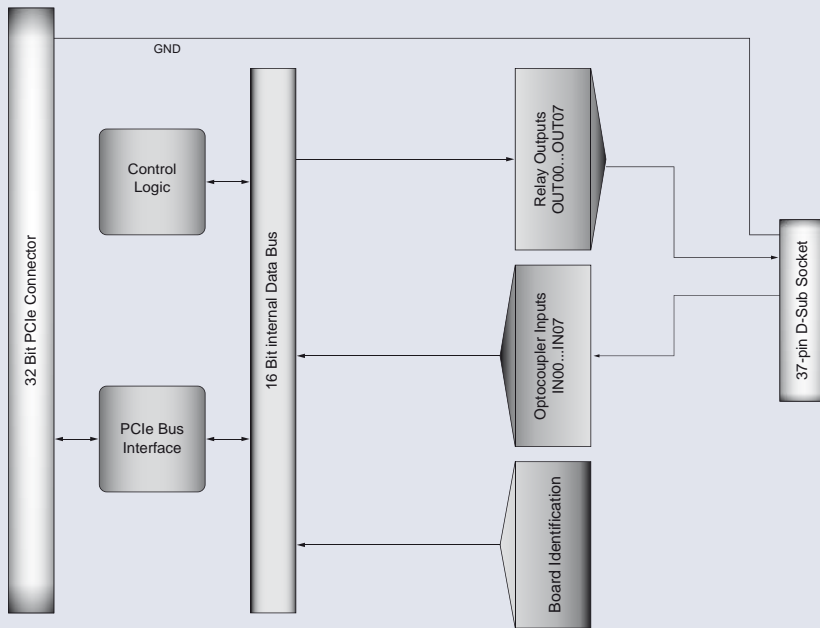 GND
32 Bit PCIe Connector
Control
Logic
PCIe Bus
Interface
16 Bit internal Data Bus
Relay Outputs
OUT00...OUT07
Optocoupler Inputs
IN00...IN07
Board Identification
37-pin D-Sub Socket